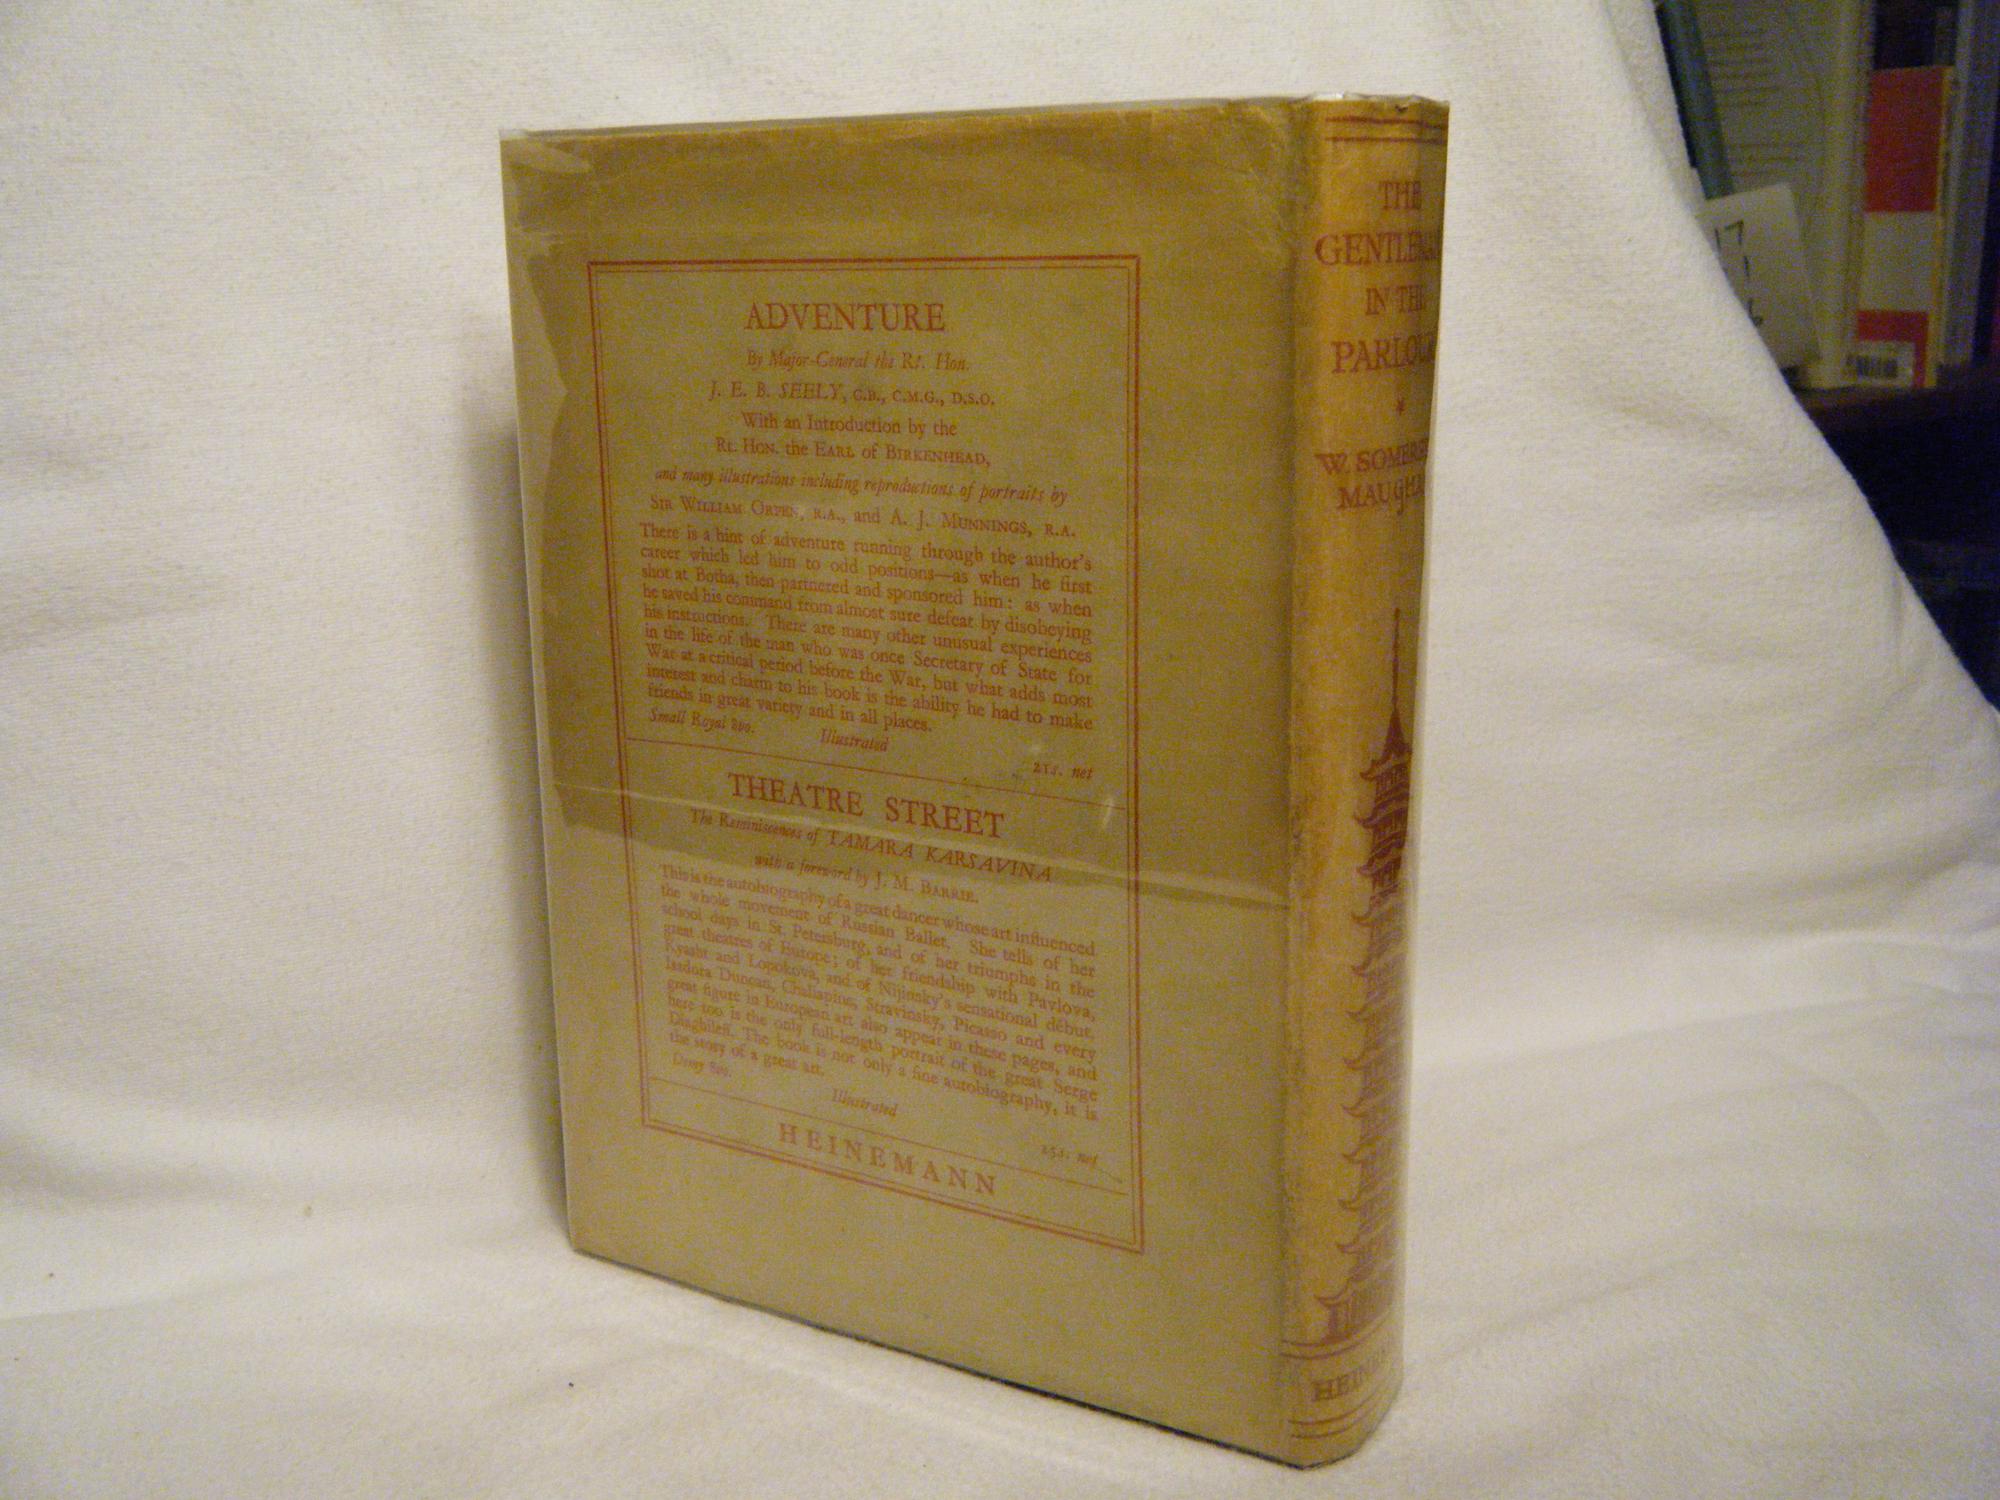 ADVENTURE
By Major-General the Rt. Hon.
J. E. B. SEELY, C.B., C.M.G., D.S.O.
With an Introduction by the
Rt. Hon. the Earl of Birkenhead,
and many illustrations including reproductions of portraits by
Sir William Orpen, R.A., and A. J. Munnings, R.A.
There is a hint of adventure running through the author's
career which led him to odd positions—as when he first
shot at Botha, then partnered and sponsored him: as when
he saved his command from almost sure defeat by disobeying
his instructions. There are many other unusual experiences
in the life of the man who was once Secretary of State for
War at a critical period before the War, but what adds most
interest and charm to his book is the ability he had to make
friends in great variety and in all places.
Small Royal 8vo. Illustrated 21s. net
THEATRE STREET
The Reminiscences of TAMARA KARSAVINA
with a foreword by J. M. Barrie.
This is the autobiography of a great dancer whose art influenced
the whole movement of Russian Ballet. She tells of her
school days in St. Petersburg, and of her triumphs in the
great theatres of Europe; of her friendship with Pavlova,
Kyasht and Lopokova, and of Nijinsky's sensational début.
Isadora Duncan, Chaliapine, Stravinsky, Picasso and every
great figure in European art also appear in these pages, and
here too is the only full-length portrait of the great Serge
Diaghileff. The book is not only a fine autobiography, it is
the story of a great art.
Demy 8vo. Illustrated 25s. net
HEINEMANN
THE
GENTLEMAN
IN THE
PARLOUR
*
W. SOMERSET
MAUGHAM
HEINEMANN